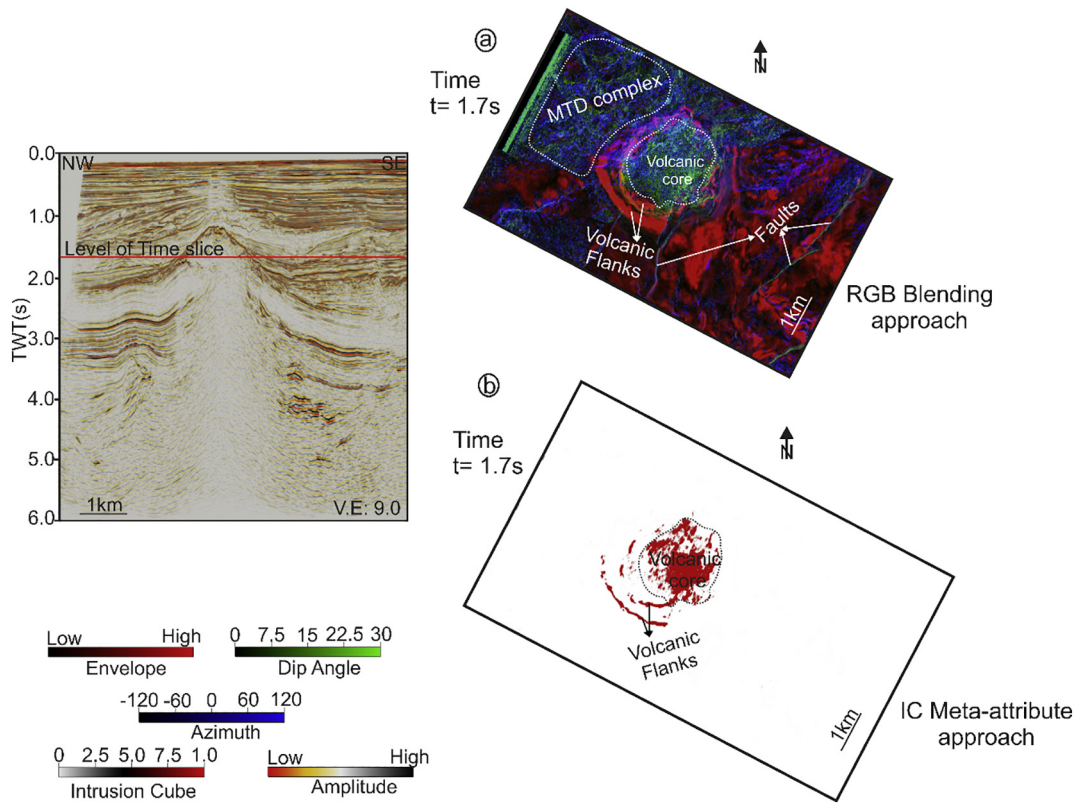 NW
SE
0.0
1.0
2.0
3.0
4.0
5.0
6.0
TWT(s)
Level of Time slice
1km
V.E: 9.0
Low
High
Envelope
0 7.5 15 22.5 30
Dip Angle
-120 -60 0 60 120
Azimuth
0 2.5 5.0 7.5 1.0
Intrusion Cube
Low
High
Amplitude
a
Time
t= 1.7s
N
MTD complex
Volcanic
core
Volcanic
Flanks
Faults
1km
RGB Blending
approach
b
Time
t= 1.7s
N
Volcanic
core
Volcanic
Flanks
1km
IC Meta-attribute
approach